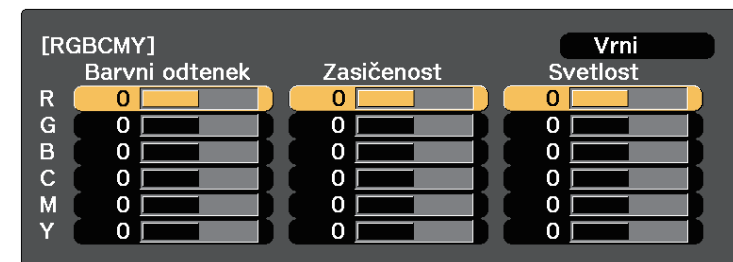 [RGBCMY] Vrni
Barvni odtenek Zasičenost Svetlost
R 0 0 0
G 0 0 0
B 0 0 0
C 0 0 0
M 0 0 0
Y 0 0 0